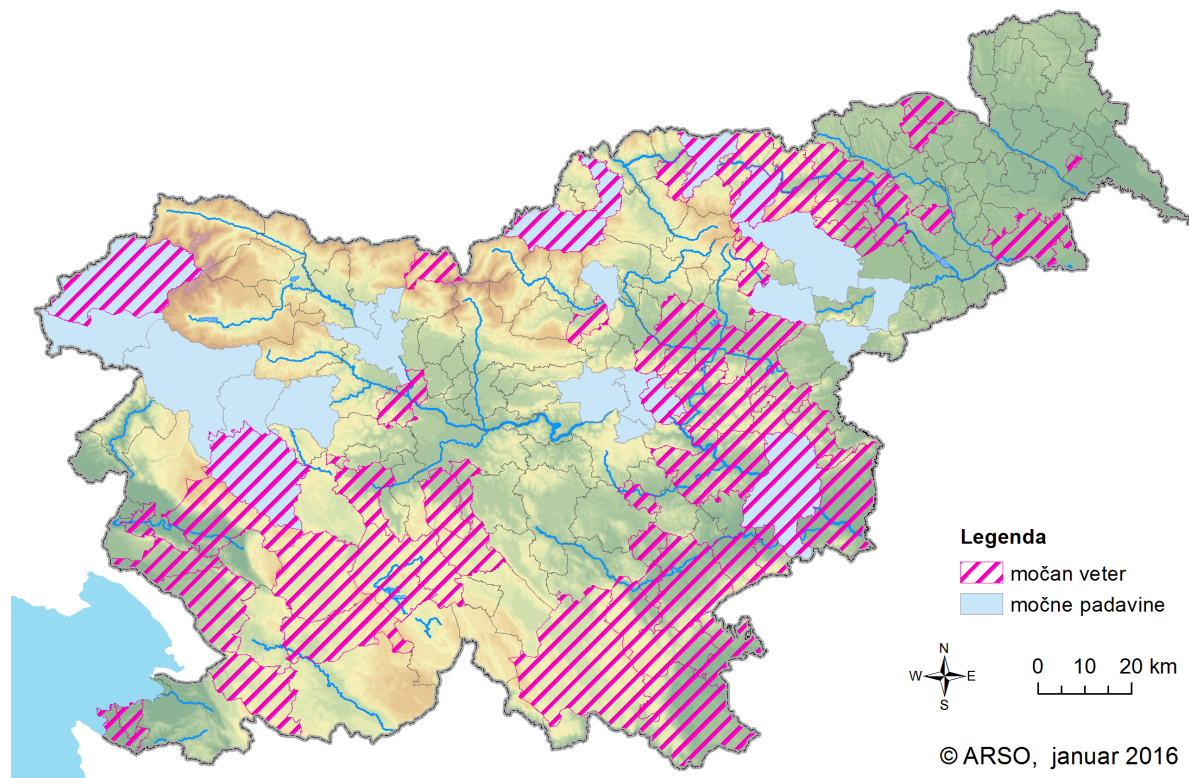 Legenda
močan veter
močne padavine
N
W E
S
0 10 20 km
© ARSO, januar 2016